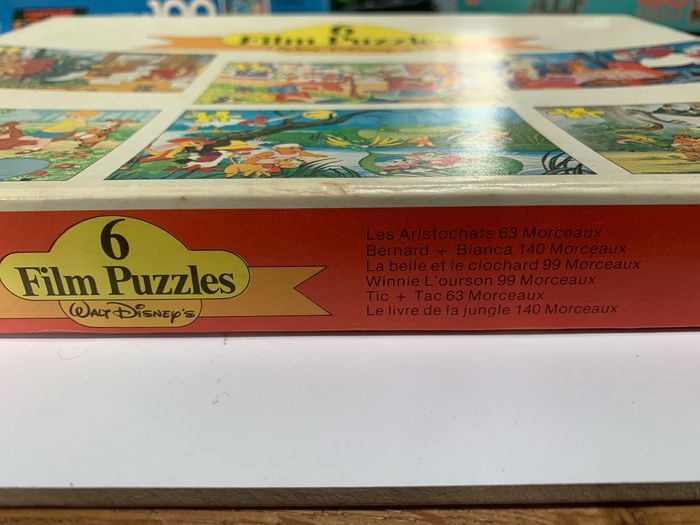 100
6
Film Puzzles
6
Film Puzzles
WALT DISNEY'S
Les Aristochats 63 Morceaux
Bernard + Bianca 140 Morceaux
La belle et le clochard 99 Morceaux
Winnie L'ourson 99 Morceaux
Tic + Tac 63 Morceaux
Le livre de la jungle 140 Morceaux